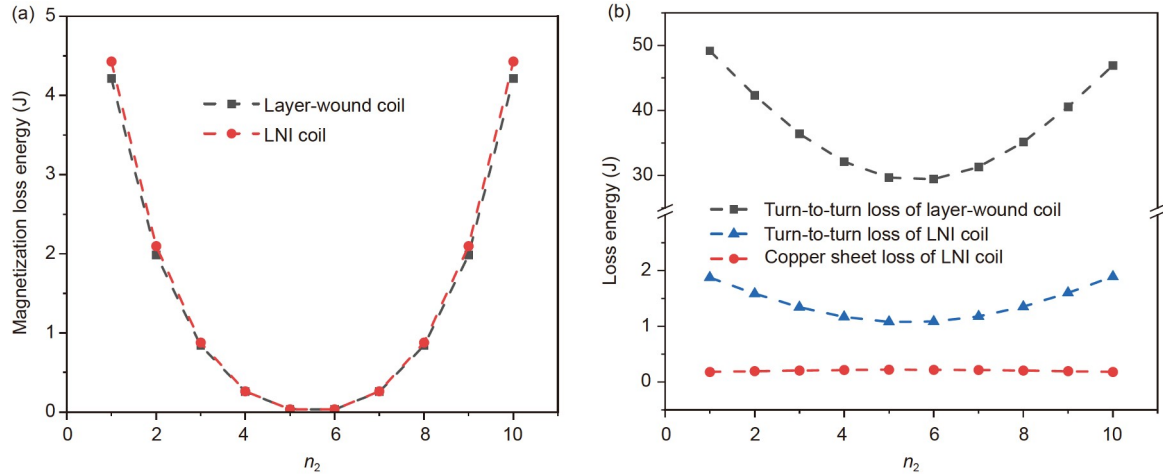 (a)
5
4
3
2
1
0
Magnetization loss energy (J)
Layer-wound coil
LNI coil
0 2 4 6 8 10
n₂
(b)
50
40
30
2
1
0
Loss energy (J)
Turn-to-turn loss of layer-wound coil
Turn-to-turn loss of LNI coil
Copper sheet loss of LNI coil
0 2 4 6 8 10
n₂